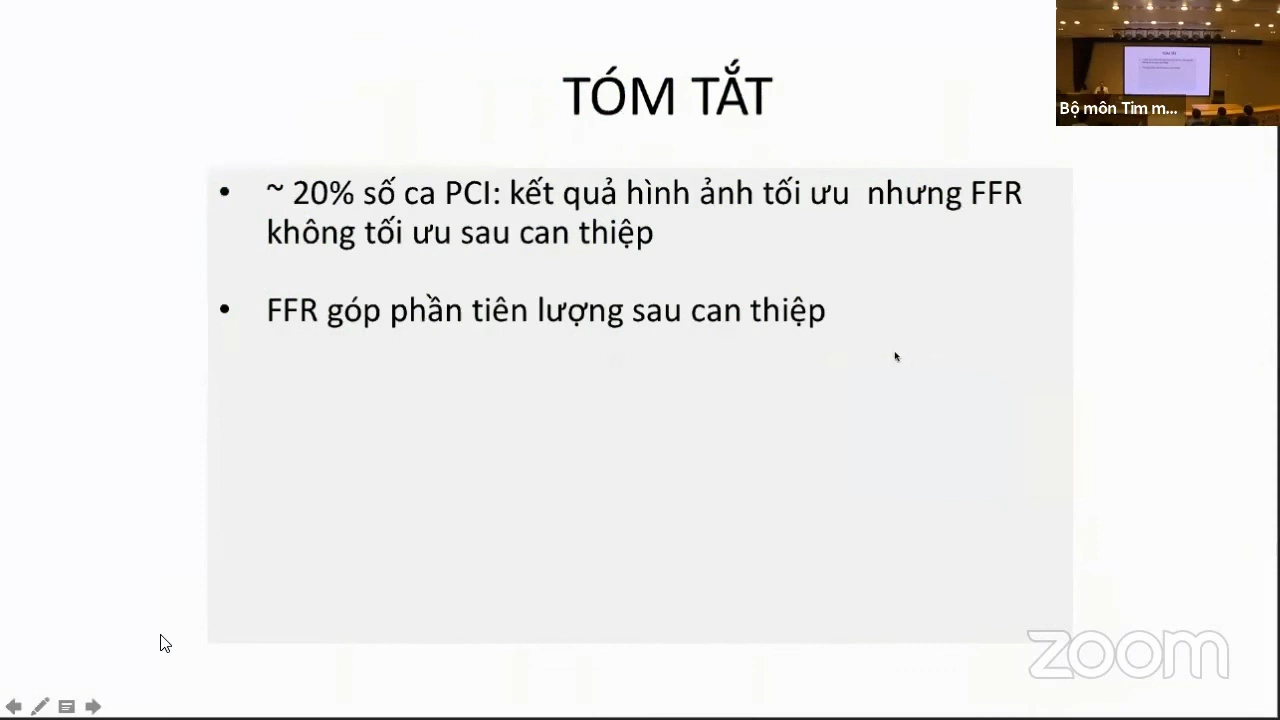 TÓM TẮT
Bộ môn Tim m...
• ~ 20% số ca PCI: kết quả hình ảnh tối ưu nhưng FFR
không tối ưu sau can thiệp
• FFR góp phần tiên lượng sau can thiệp
zoom